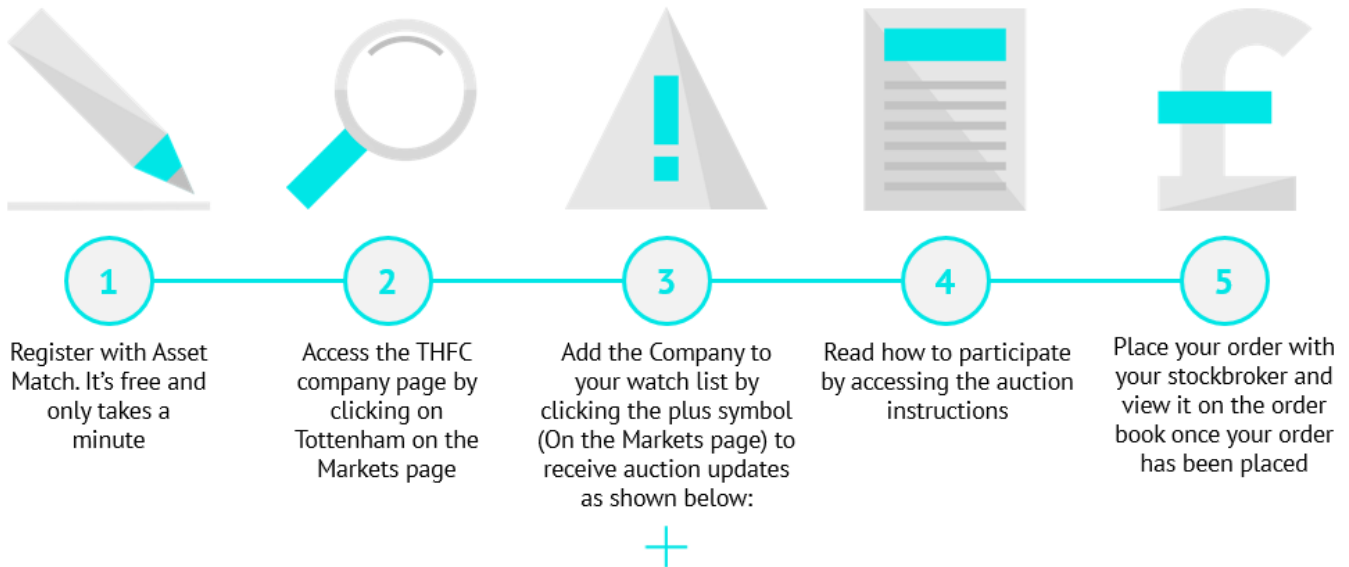 1
Register with Asset
Match. It’s free and
only takes a
minute
2
Access the THFC
company page by
clicking on
Tottenham on the
Markets page
3
Add the Company to
your watch list by
clicking the plus symbol
(On the Markets page) to
receive auction updates
as shown below:
4
Read how to participate
by accessing the auction
instructions
5
Place your order with
your stockbroker and
view it on the order
book once your order
has been placed